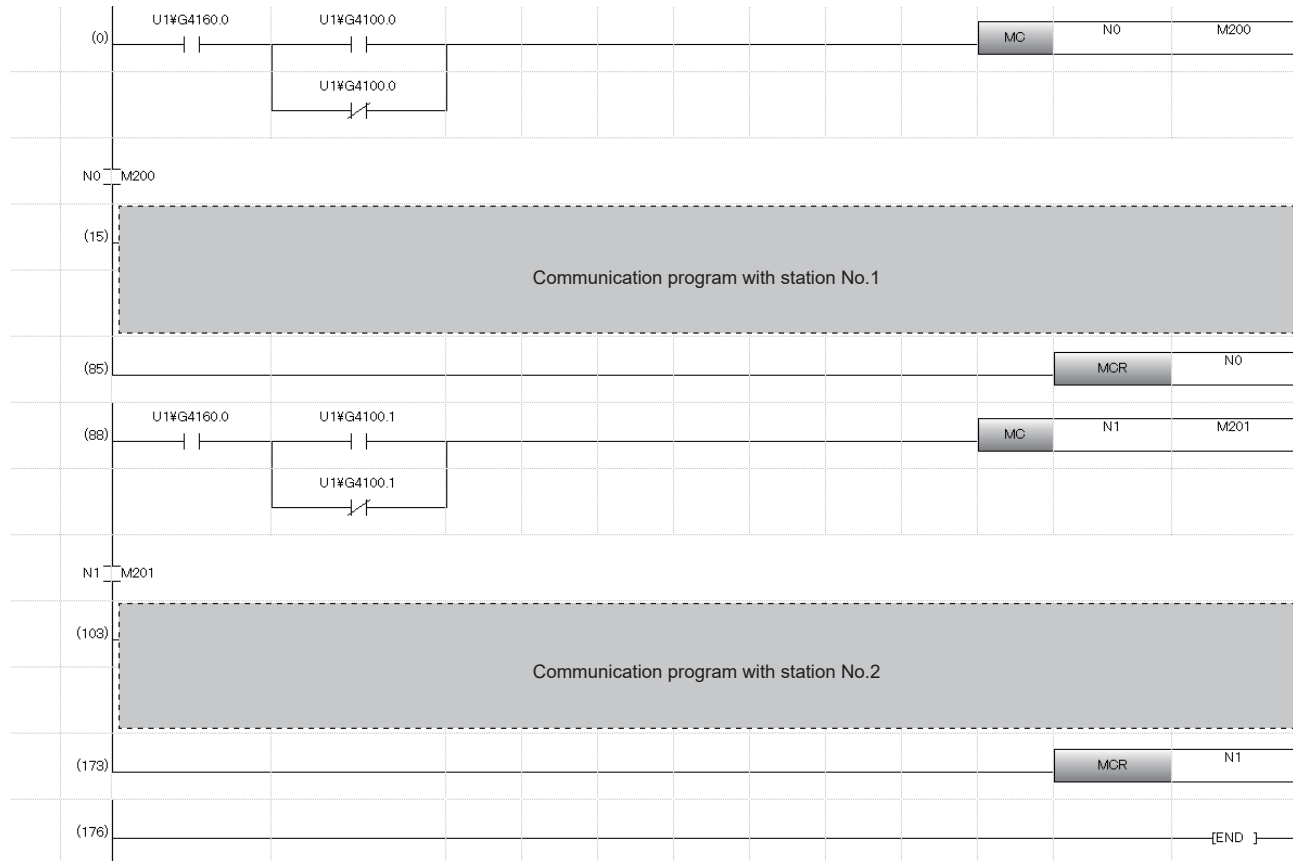 U1¥G4160.0 U1¥G4100.0
(0) MC N0 M200
U1¥G4100.0
N0 M200
(15)
Communication program with station No.1
(85) MCR N0
U1¥G4160.0 U1¥G4100.1
(88) MC N1 M201
U1¥G4100.1
N1 M201
(103)
Communication program with station No.2
(173) MCR N1
(176) [END ]